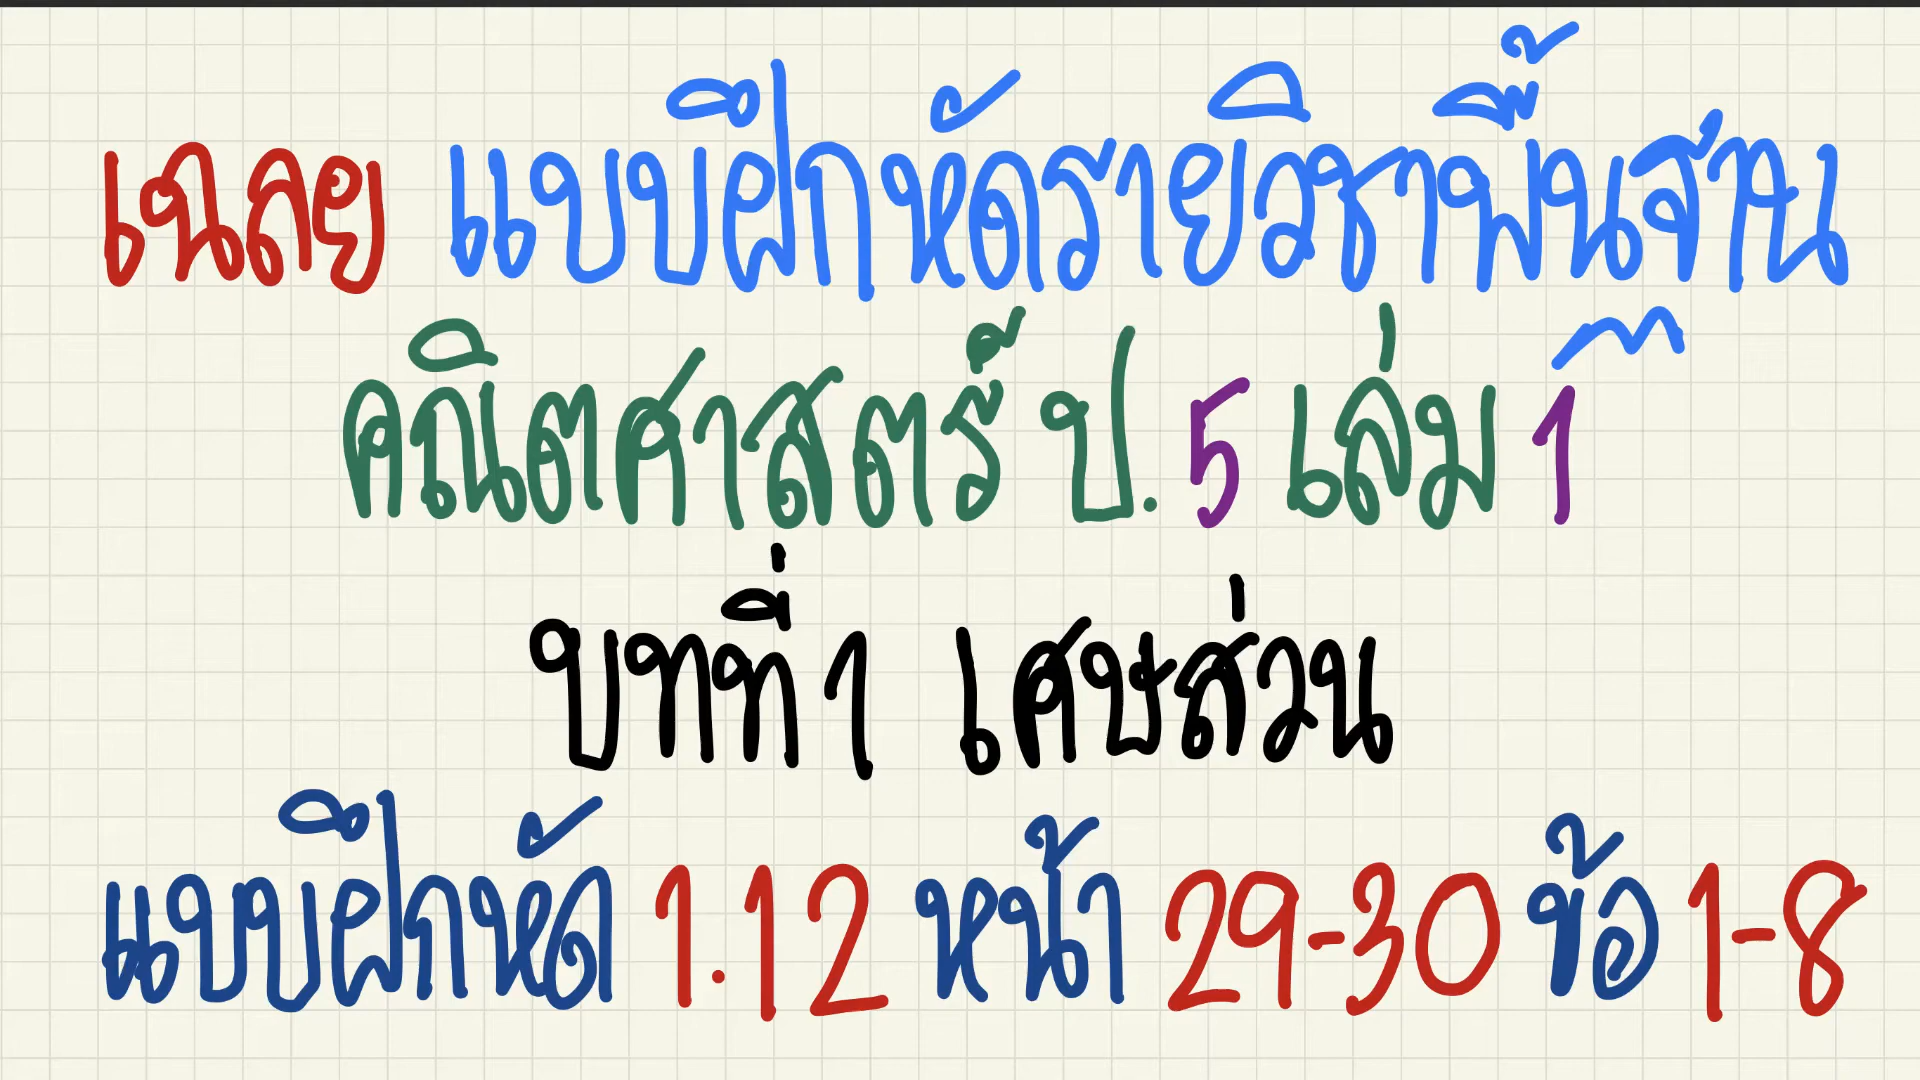 เฉลย แบบฝึกหัดรายวิชาพื้นฐาน
คณิตศาสตร์ ป.5 เล่ม 1
บทที่ 1 เศษส่วน
แบบฝึกหัด 1.12 หน้า 29-30 ข้อ 1-8